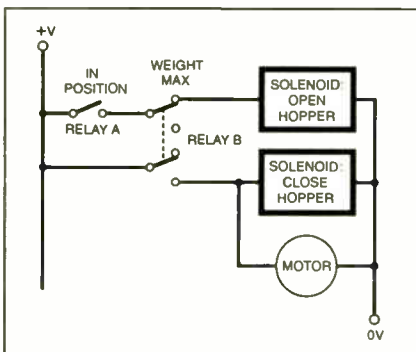 +V
IN
POSITION
RELAY A
WEIGHT
MAX
RELAY B
SOLENOID:
OPEN
HOPPER
SOLENOID:
CLOSE
HOPPER
MOTOR
0V